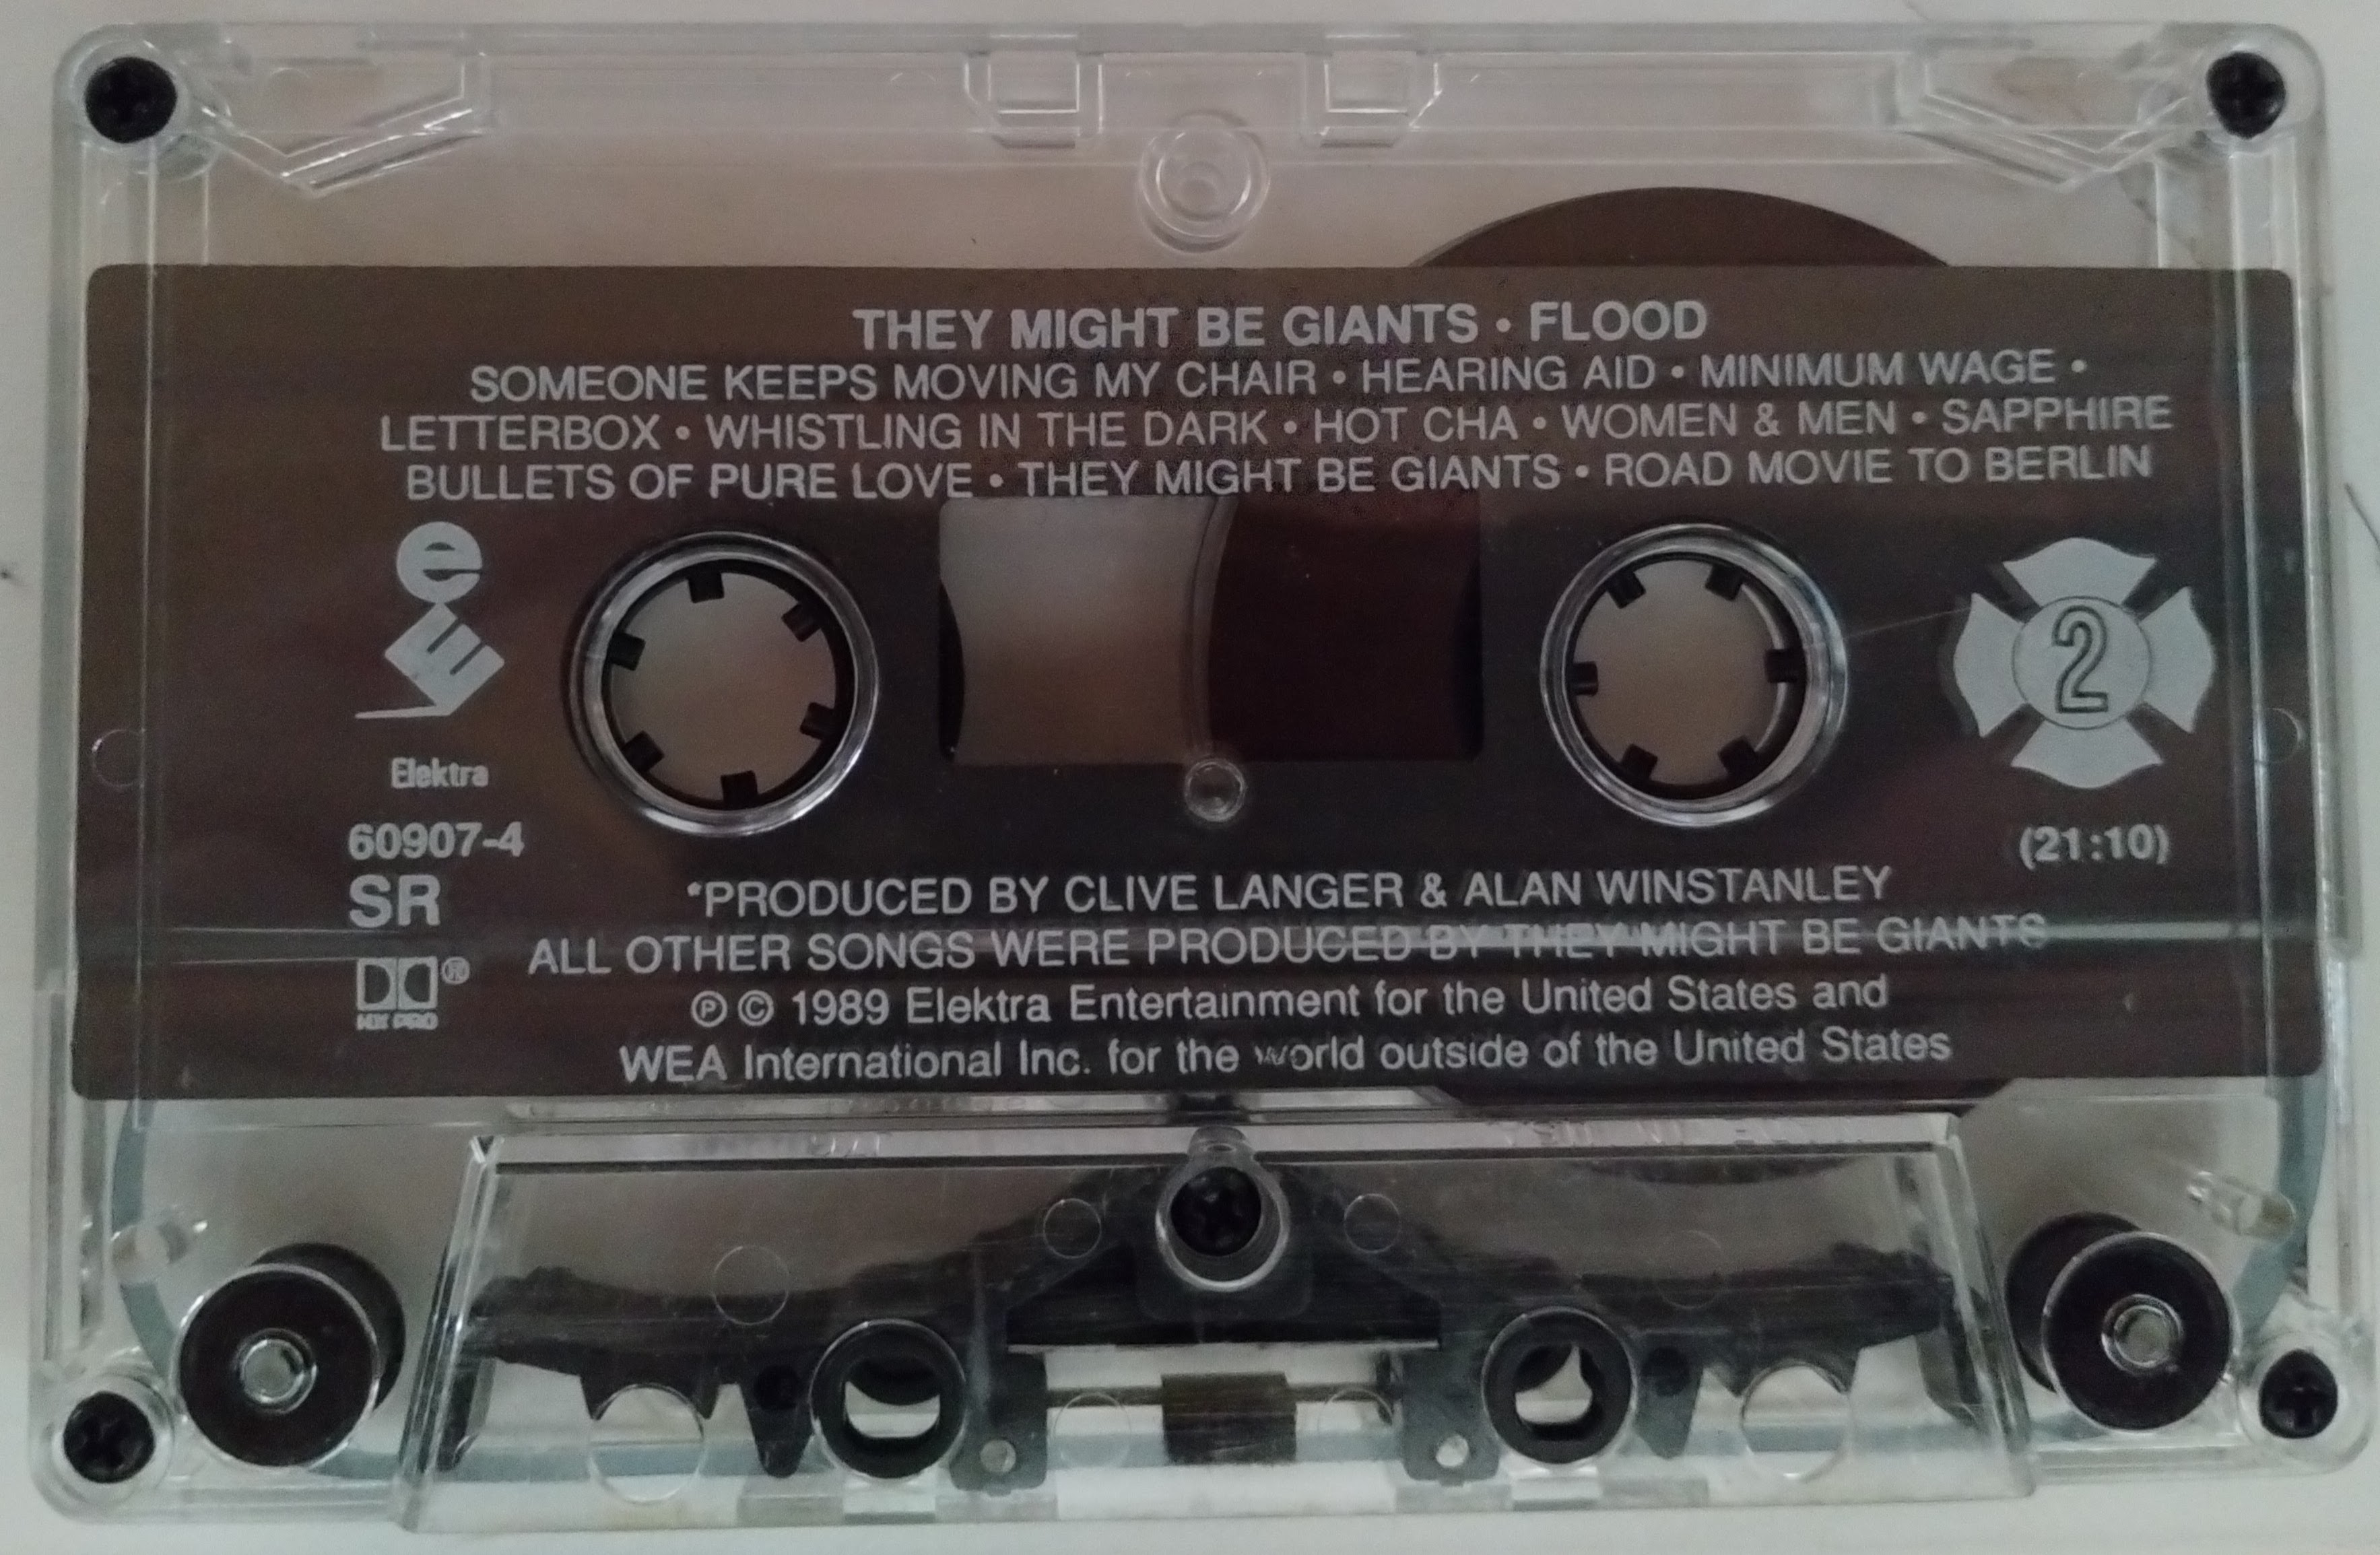 THEY MIGHT BE GIANTS • FLOOD
SOMEONE KEEPS MOVING MY CHAIR • HEARING AID • MINIMUM WAGE •
LETTERBOX • WHISTLING IN THE DARK • HOT CHA • WOMEN & MEN • SAPPHIRE
BULLETS OF PURE LOVE • THEY MIGHT BE GIANTS • ROAD MOVIE TO BERLIN
e
E
Elektra
2
60907-4
(21:10)
SR
*PRODUCED BY CLIVE LANGER & ALAN WINSTANLEY
ALL OTHER SONGS WERE PRODUCED BY THEY MIGHT BE GIANTS
®
HX PRO
℗ © 1989 Elektra Entertainment for the United States and
WEA International Inc. for the world outside of the United States